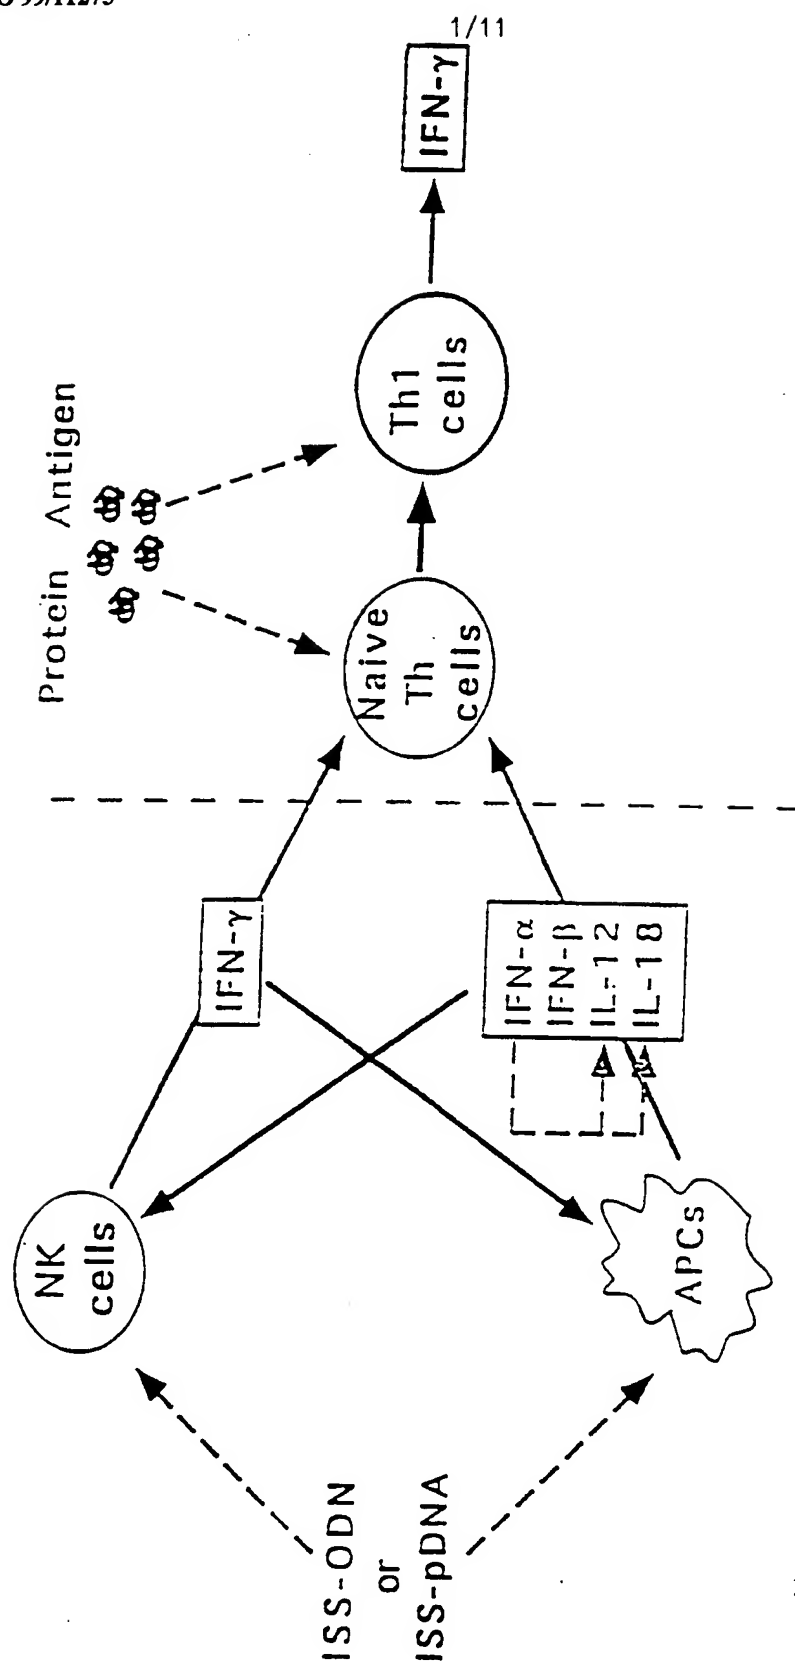 1/11
ISS-ODN
or
ISS-pDNA
NK
cells
APCs
IFN-γ
IFN-α
IFN-β
IL-12
IL-18
Protein Antigen
Naive
Th
cells
Th1
cells
IFN-γ